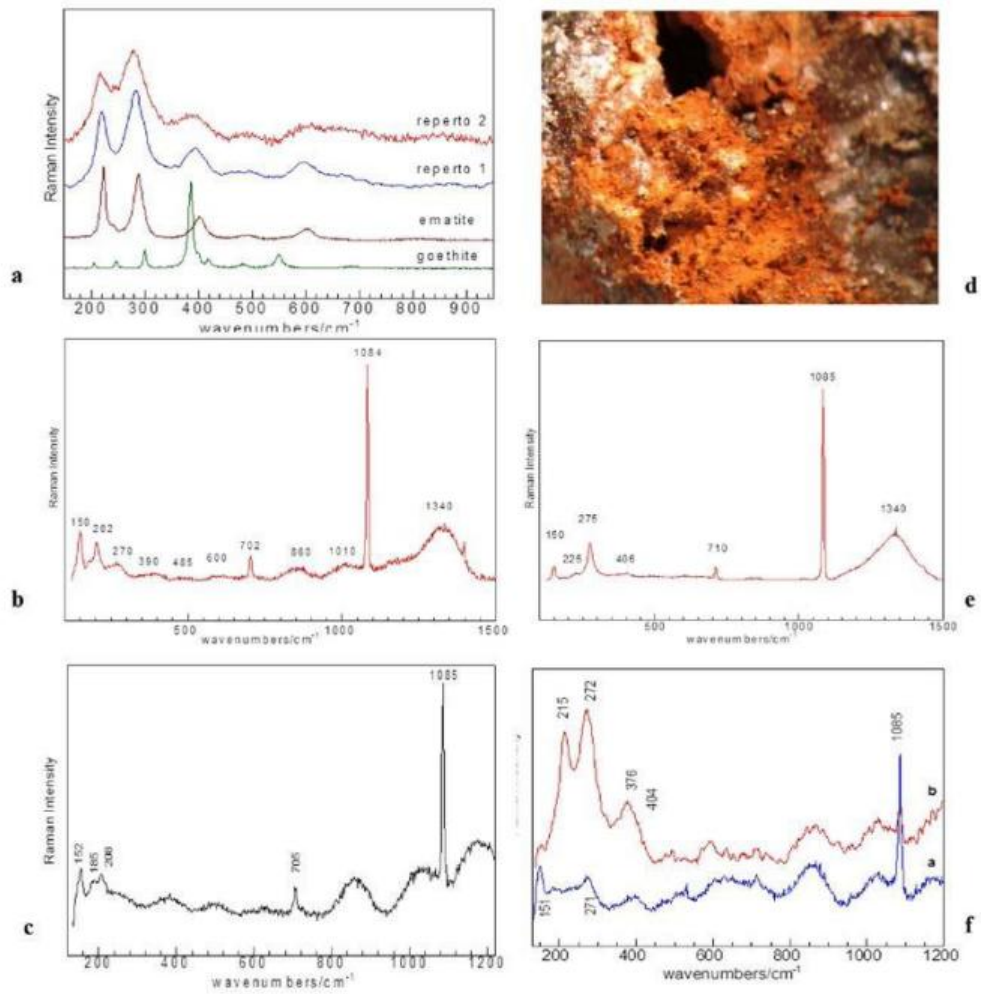 Raman Intensity
reperto 2
reperto 1
ematite
goethite
200 300 400 500 600 700 800 900
wavenumbers/cm⁻¹
a
d
1084
150
202
270
390
485
600
702
860
1010
1340
Raman Intensity
500 1000 1500
wavenumbers/cm⁻¹
b
1085
150
225
275
406
710
1340
Raman Intensity
500 1000 1500
wavenumbers/cm⁻¹
e
1085
152
185
208
705
Raman Intensity
200 400 600 800 1000 1200
wavenumbers/cm⁻¹
c
215
272
376
404
1085
b
a
151
271
200 400 600 800 1000 1200
wavenumbers/cm⁻¹
f